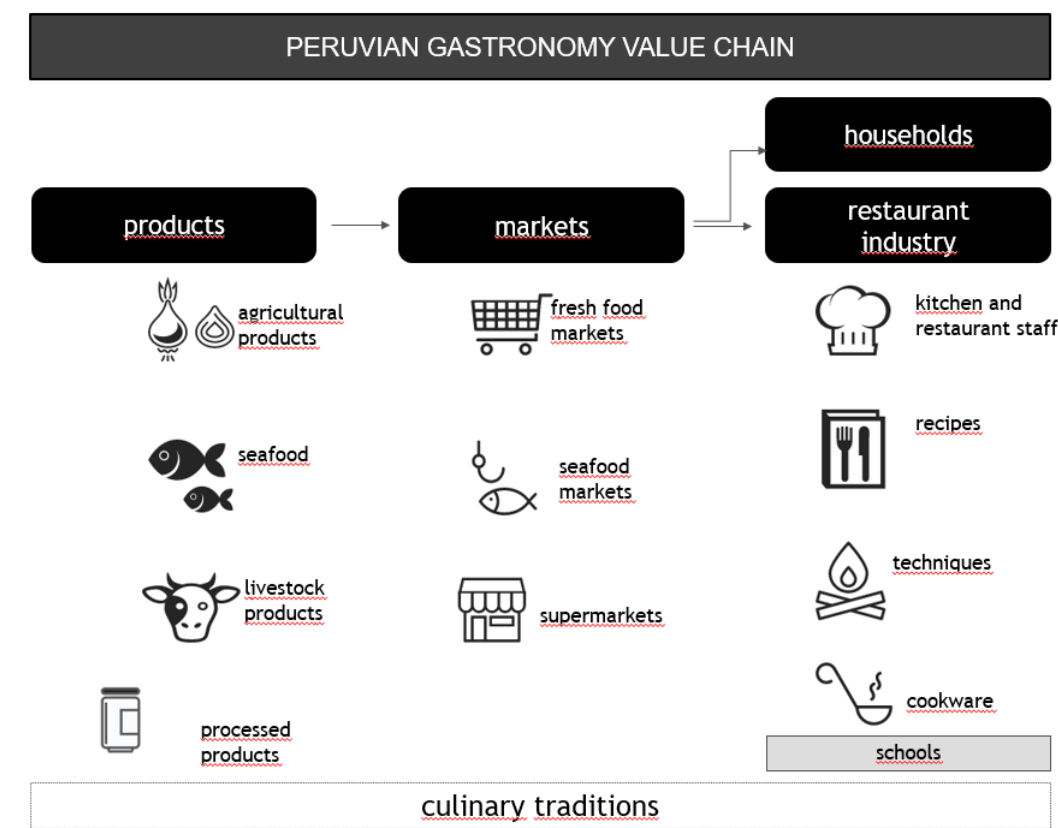 PERUVIAN GASTRONOMY VALUE CHAIN
households
products
markets
restaurant
industry
agricultural
products
seafood
livestock
products
processed
products
fresh food
markets
seafood
markets
supermarkets
kitchen and
restaurant staff
recipes
techniques
cookware
schools
culinary traditions